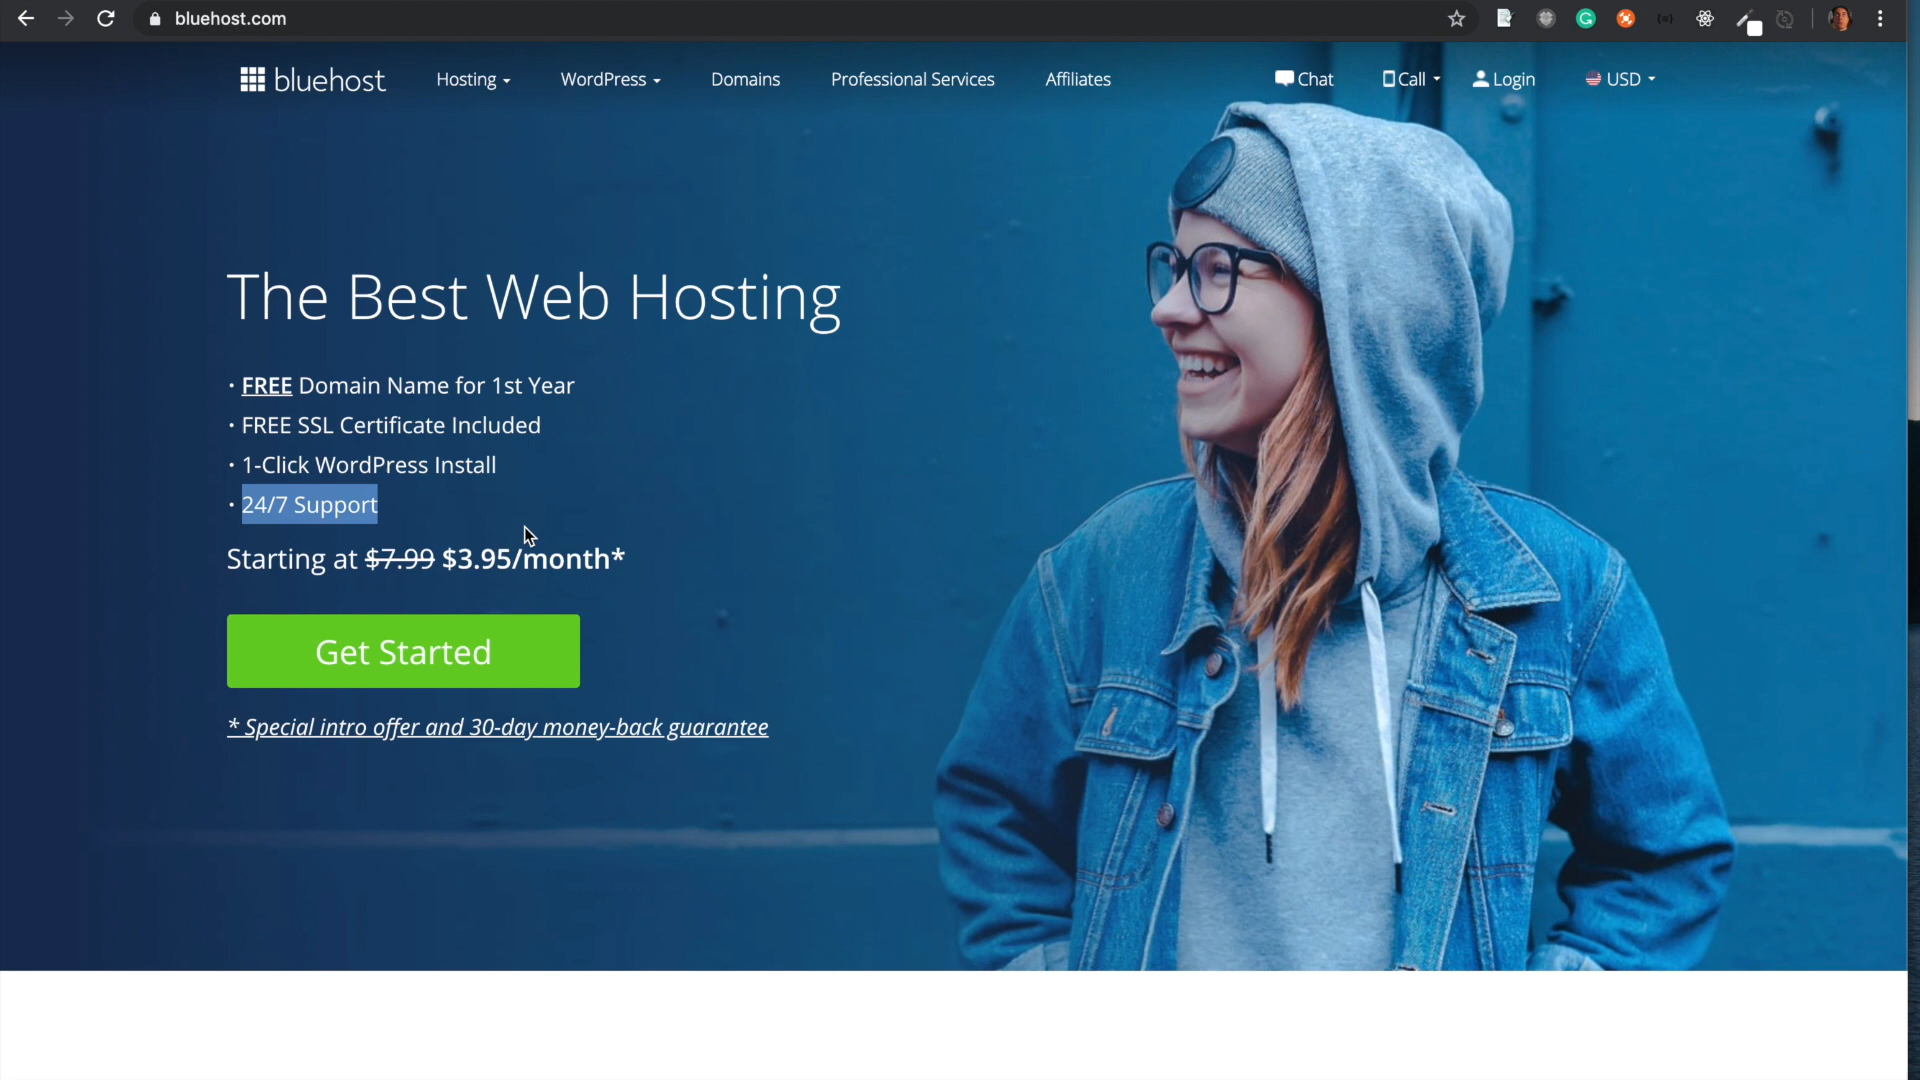 bluehost.com
bluehost Hosting WordPress Domains Professional Services Affiliates Chat Call Login USD
The Best Web Hosting
· FREE Domain Name for 1st Year
· FREE SSL Certificate Included
· 1-Click WordPress Install
· 24/7 Support
Starting at $7.99 $3.95/month*
Get Started
* Special intro offer and 30-day money-back guarantee